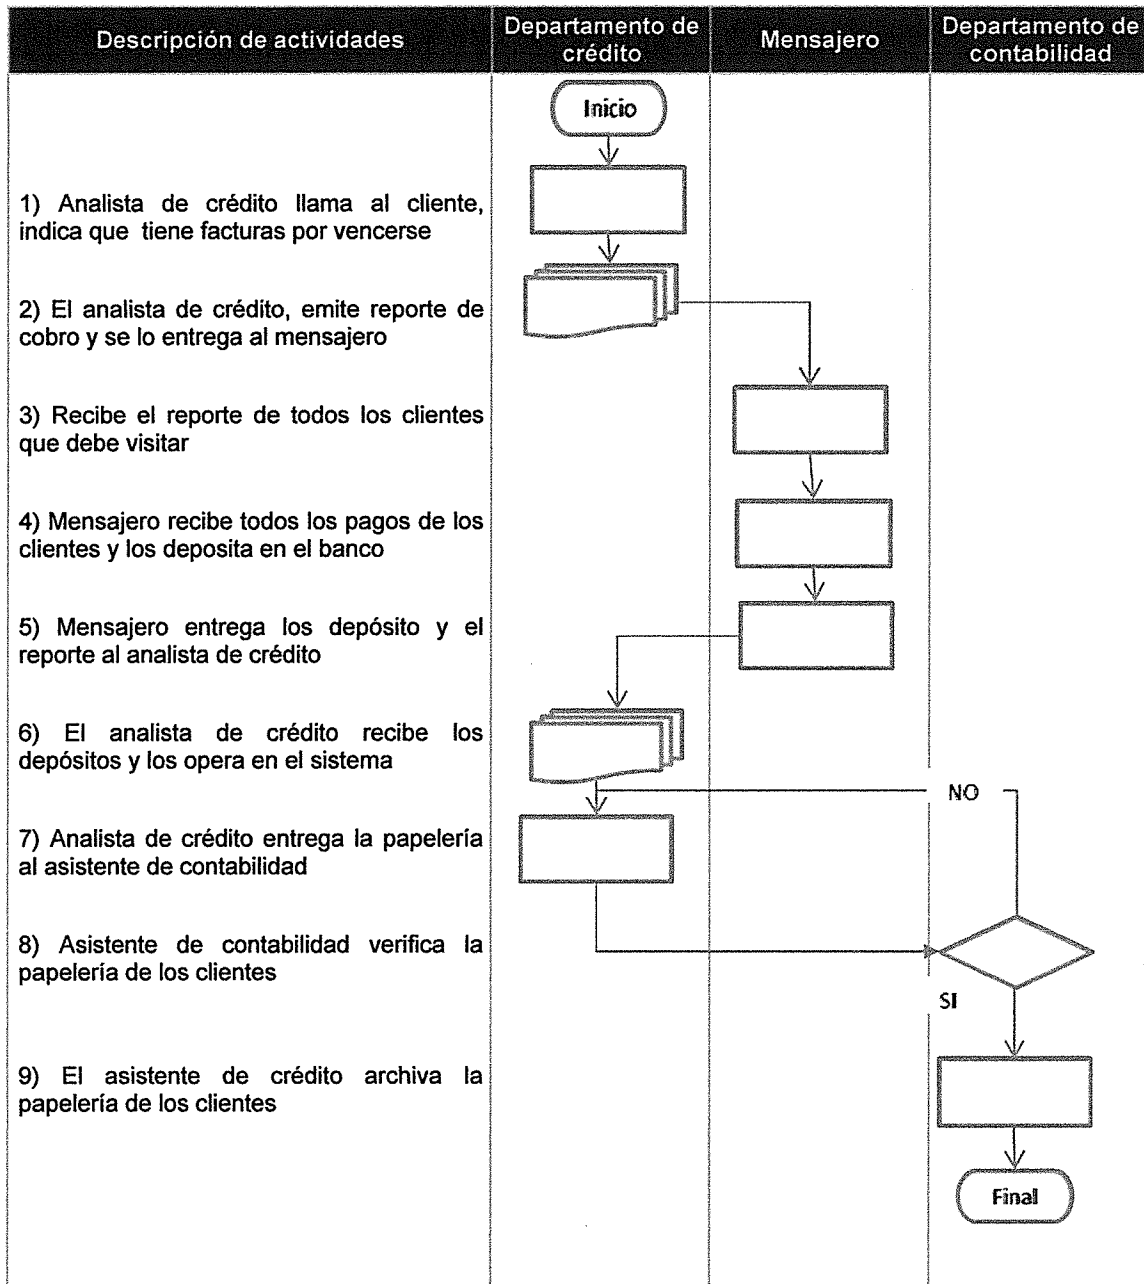 Descripción de actividades
Departamento de
crédito
Mensajero
Departamento de
contabilidad
Inicio
1) Analista de crédito llama al cliente,
indica que tiene facturas por vencerse
2) El analista de crédito, emite reporte de
cobro y se lo entrega al mensajero
3) Recibe el reporte de todos los clientes
que debe visitar
4) Mensajero recibe todos los pagos de los
clientes y los deposita en el banco
5) Mensajero entrega los depósito y el
reporte al analista de crédito
6) El analista de crédito recibe los
depósitos y los opera en el sistema
NO
7) Analista de crédito entrega la papelería
al asistente de contabilidad
8) Asistente de contabilidad verifica la
papelería de los clientes
SI
9) El asistente de crédito archiva la
papelería de los clientes
Final